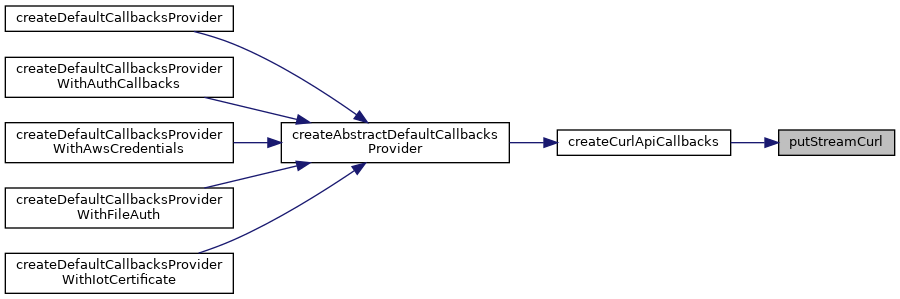 createDefaultCallbacksProvider
createDefaultCallbacksProvider
WithAuthCallbacks
createDefaultCallbacksProvider
WithAwsCredentials
createDefaultCallbacksProvider
WithFileAuth
createDefaultCallbacksProvider
WithIotCertificate
createAbstractDefaultCallbacks
Provider
createCurlApiCallbacks
putStreamCurl